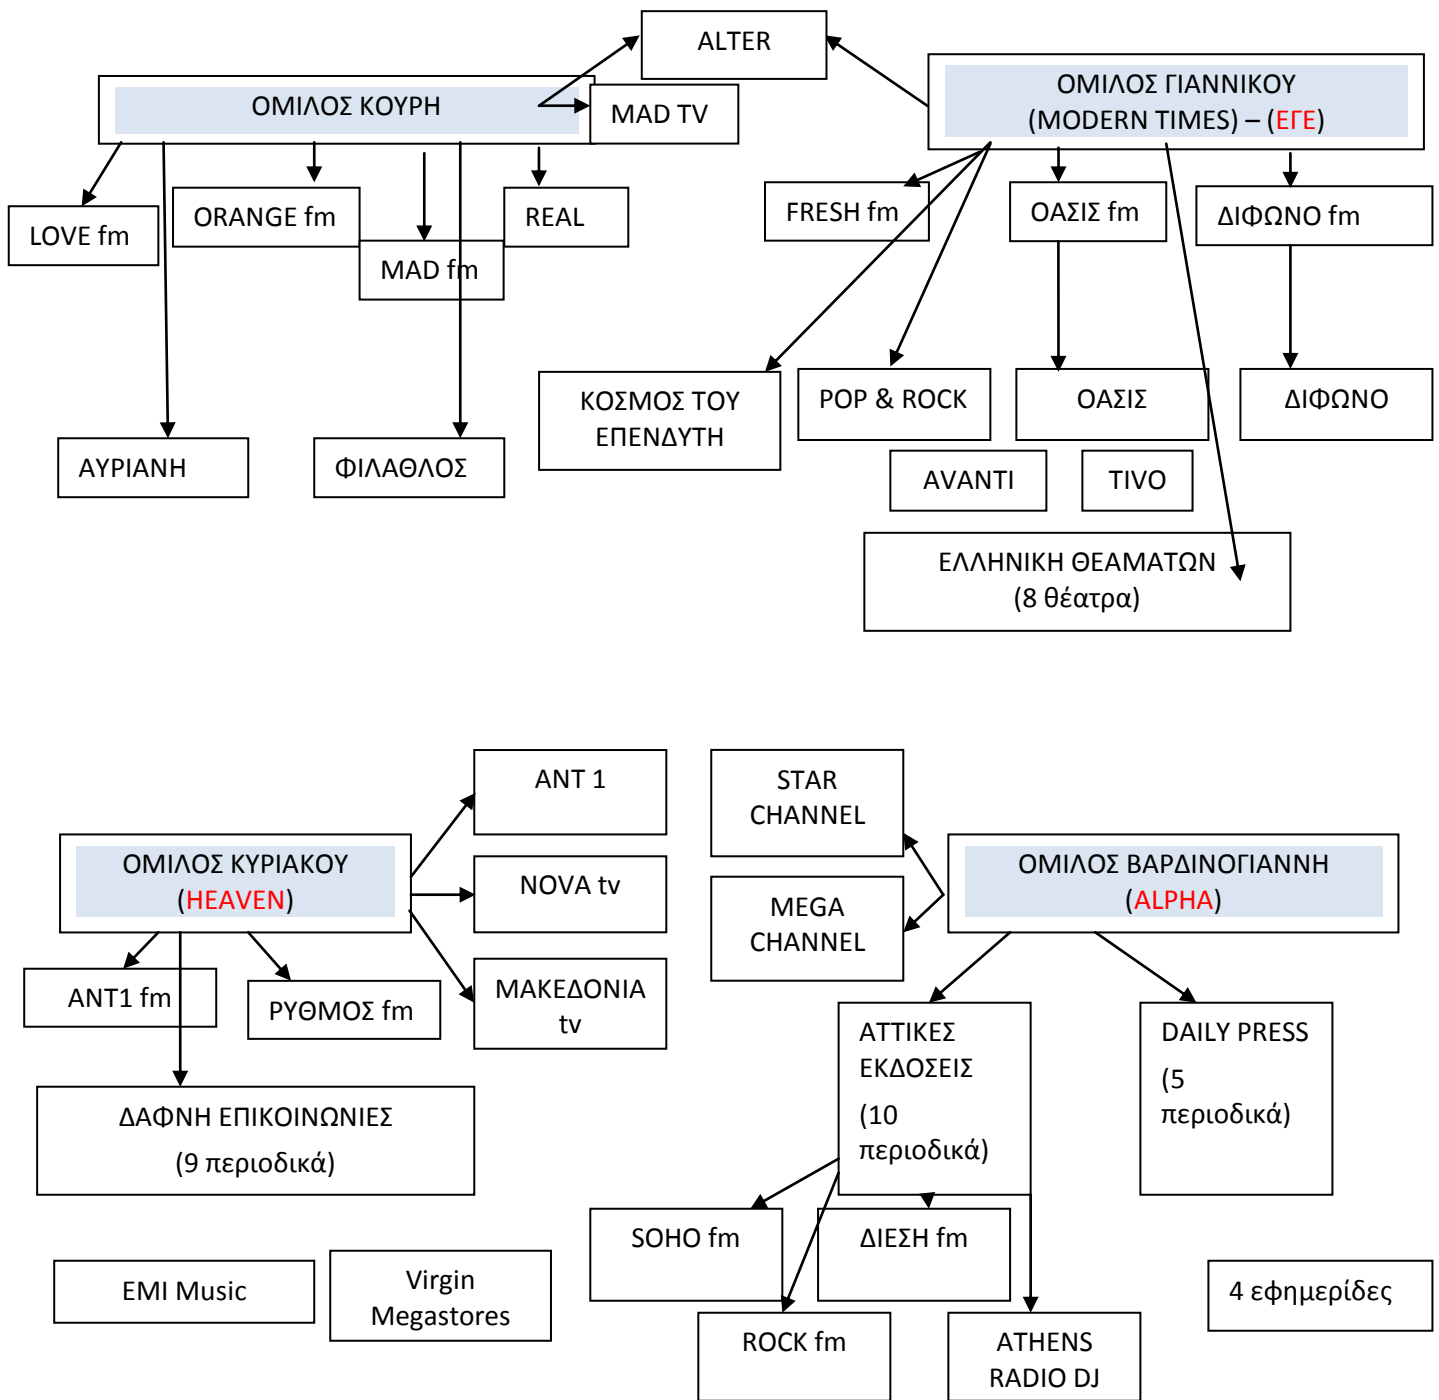 ALTER
ΟΜΙΛΟΣ ΚΟΥΡΗ
MAD TV
ΟΜΙΛΟΣ ΓΙΑΝΝΙΚΟΥ
(MODERN TIMES) – (ΕΓΕ)
LOVE fm
ORANGE fm
MAD fm
REAL
FRESH fm
ΟΑΣΙΣ fm
ΔΙΦΩΝΟ fm
ΚΟΣΜΟΣ ΤΟΥ
ΕΠΕΝΔΥΤΗ
POP & ROCK
ΟΑΣΙΣ
ΔΙΦΩΝΟ
ΑΥΡΙΑΝΗ
ΦΙΛΑΘΛΟΣ
AVANTI
TIVO
ΕΛΛΗΝΙΚΗ ΘΕΑΜΑΤΩΝ
(8 θέατρα)
ΑΝΤ 1
STAR
CHANNEL
ΟΜΙΛΟΣ ΚΥΡΙΑΚΟΥ
(HEAVEN)
NOVA tv
MEGA
CHANNEL
ΟΜΙΛΟΣ ΒΑΡΔΙΝΟΓΙΑΝΝΗ
(ALPHA)
ΑΝΤ1 fm
ΡΥΘΜΟΣ fm
ΜΑΚΕΔΟΝΙΑ
tv
ΑΤΤΙΚΕΣ
ΕΚΔΟΣΕΙΣ
(10
περιοδικά)
DAILY PRESS
(5
περιοδικά)
ΔΑΦΝΗ ΕΠΙΚΟΙΝΩΝΙΕΣ
(9 περιοδικά)
SOHO fm
ΔΙΕΣΗ fm
EMI Music
Virgin
Megastores
4 εφημερίδες
ROCK fm
ATHENS
RADIO DJ